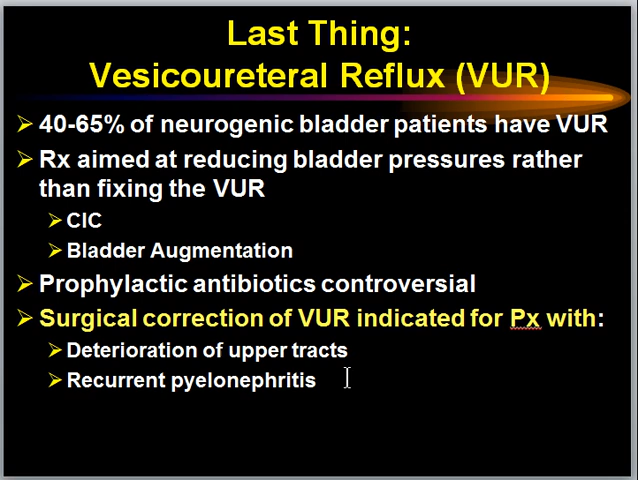 Last Thing:
Vesicoureteral Reflux (VUR)
40-65% of neurogenic bladder patients have VUR
Rx aimed at reducing bladder pressures rather
than fixing the VUR
CIC
Bladder Augmentation
Prophylactic antibiotics controversial
Surgical correction of VUR indicated for Px with:
Deterioration of upper tracts
Recurrent pyelonephritis